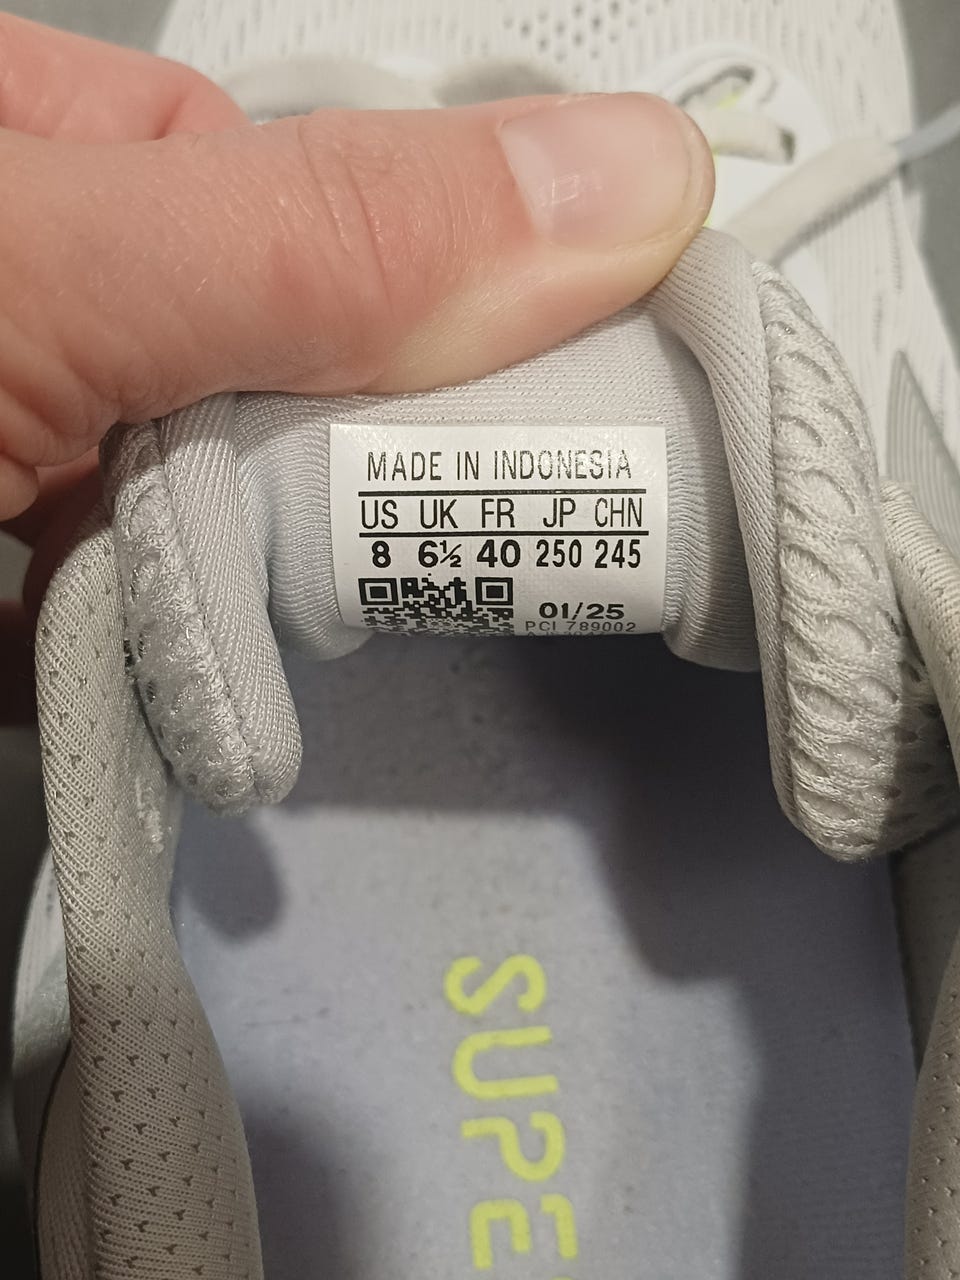 MADE IN INDONESIA
US UK FR JP CHN
8 6½ 40 250 245
01/25
PCI 789002
SUPE